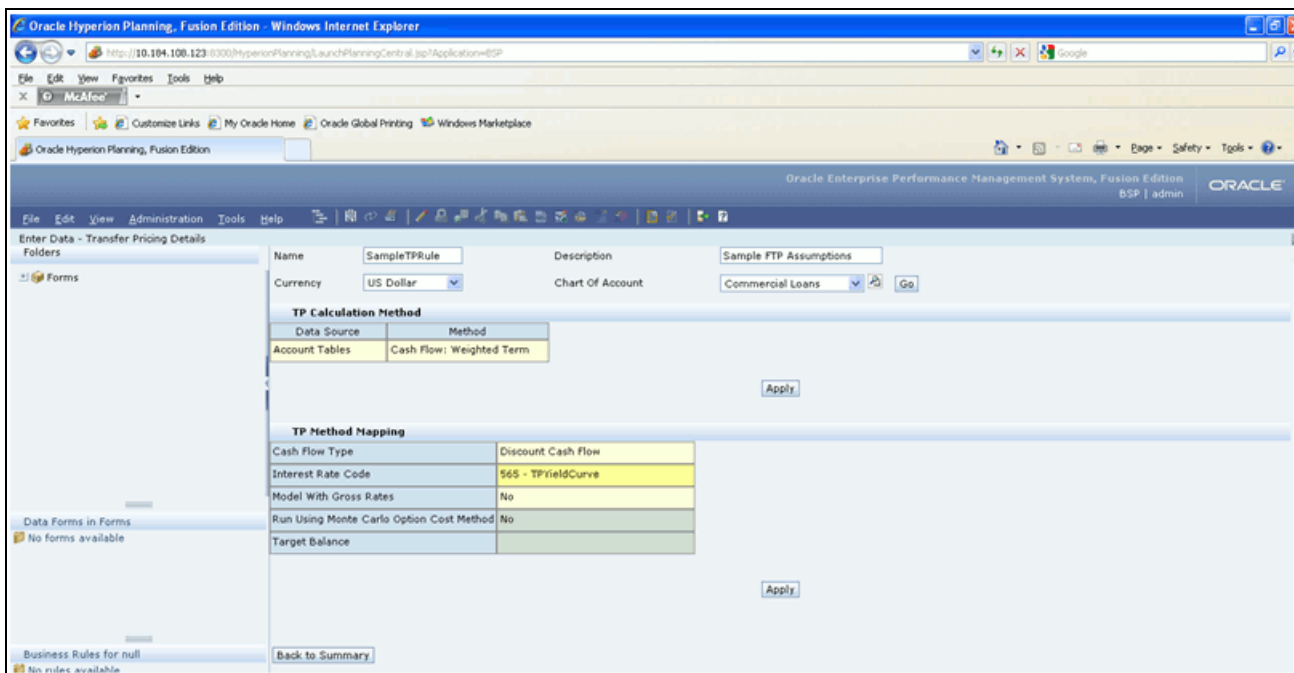 Oracle Hyperion Planning, Fusion Edition - Windows Internet Explorer
http://10.184.108.123:8300/HyperionPlanning/LaunchPlanningCentral.jsp?Application=BSP
Google
File Edit View Favorites Tools Help
X McAfee
Favorites Customize Links My Oracle Home Oracle Global Printing Windows Marketplace
Oracle Hyperion Planning, Fusion Edition
Page Safety Tools
Oracle Enterprise Performance Management System, Fusion Edition
BSP | admin
ORACLE
File Edit View Administration Tools Help
Enter Data - Transfer Pricing Details
Folders
Name SampleTPRule Description Sample FTP Assumptions
Forms
Currency US Dollar Chart Of Account Commercial Loans Go
TP Calculation Method
Data Source Method
Account Tables Cash Flow: Weighted Term
Apply
TP Method Mapping
Cash Flow Type Discount Cash Flow
Interest Rate Code 565 - TPYieldCurve
Model With Gross Rates No
Run Using Monte Carlo Option Cost Method No
Target Balance
Data Forms in Forms
No forms available
Apply
Business Rules for null
Back to Summary
No rules available